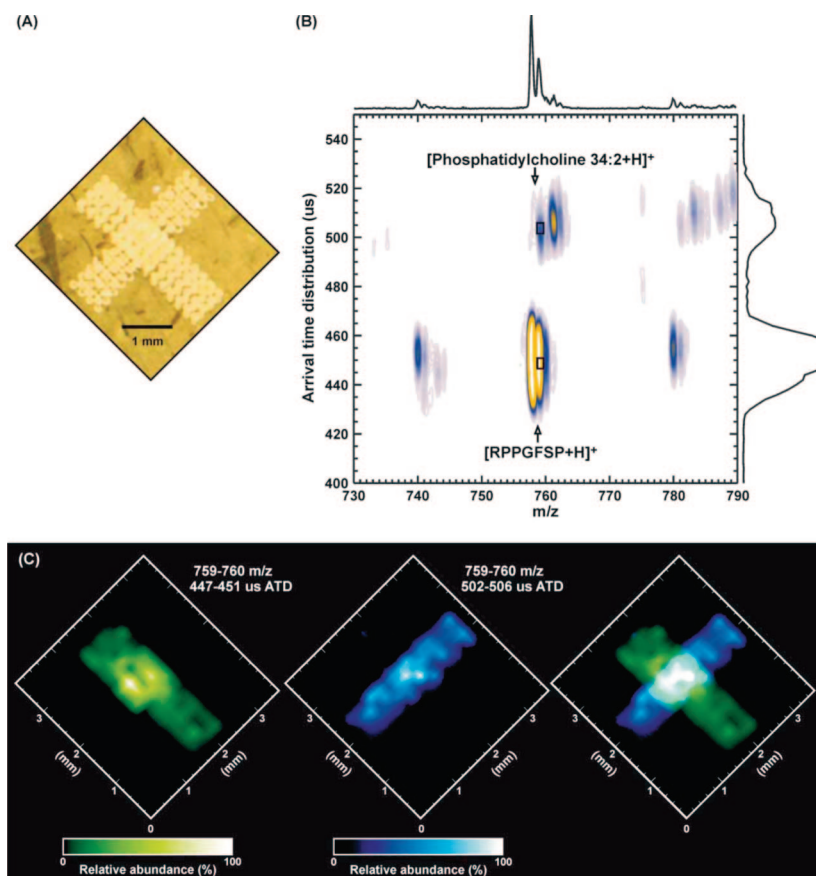 (A)
1 mm
(B)
550
540
520
500
480
460
440
420
400
Arrival time distribution (us)
[Phosphatidylcholine 34:2+H]⁺
[RPPGFSP+H]⁺
730 740 750 760 770 780 790
m/z
(C)
759-760 m/z
447-451 us ATD
759-760 m/z
502-506 us ATD
3 3 3 3 3 3
2 2 2 2 2 2
(mm) (mm) (mm) (mm) (mm) (mm)
1 1 1 1 1 1
0 0 0
0 100
Relative abundance (%)
0 100
Relative abundance (%)